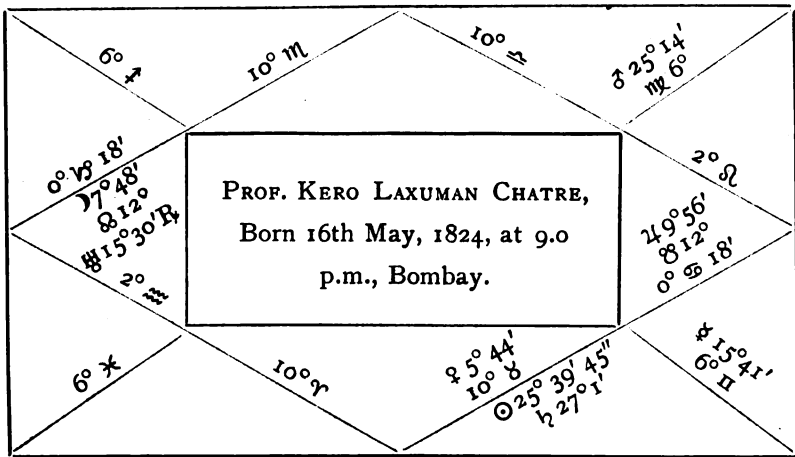 10° ♏
10° ♎
♂ 25° 14′
♍ 6°
2° ♌
6° ♐
0° ♑ 18′
☽ 7° 48′
☊ 12°
♅ 15° 30′ ℞
2° ♒
PROF. KERO LAXUMAN CHATRE,
Born 16th May, 1824, at 9.0
p.m., Bombay.
♃ 9° 56′
☋ 12°
0° ♋ 18′
6° ♓
10° ♈
♀ 5° 44′
10° ♉
☉ 25° 39′ 45″
♄ 27° 1′
☿ 15° 41′
6° ♊